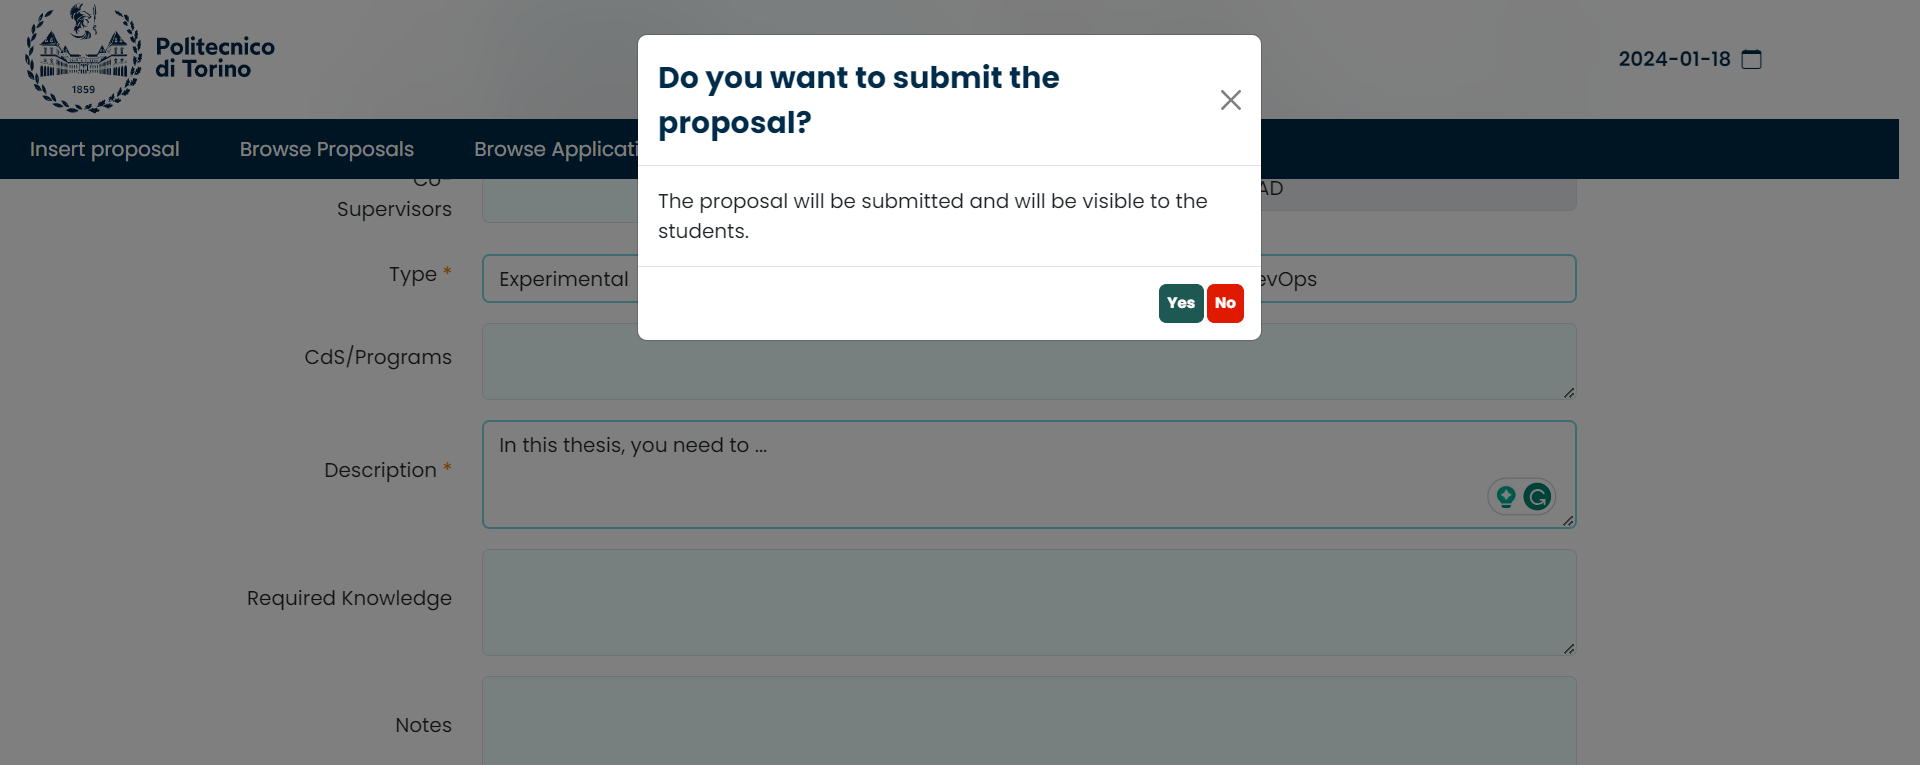 Politecnico
di Torino
1859
2024-01-18
Do you want to submit the
proposal?
Insert proposal
Browse Proposals
Browse Applicati
The proposal will be submitted and will be visible to the
students.
Co-
Supervisors
AD
Type *
Experimental
evOps
Yes
No
CdS/Programs
Description *
In this thesis, you need to ...
Required Knowledge
Notes